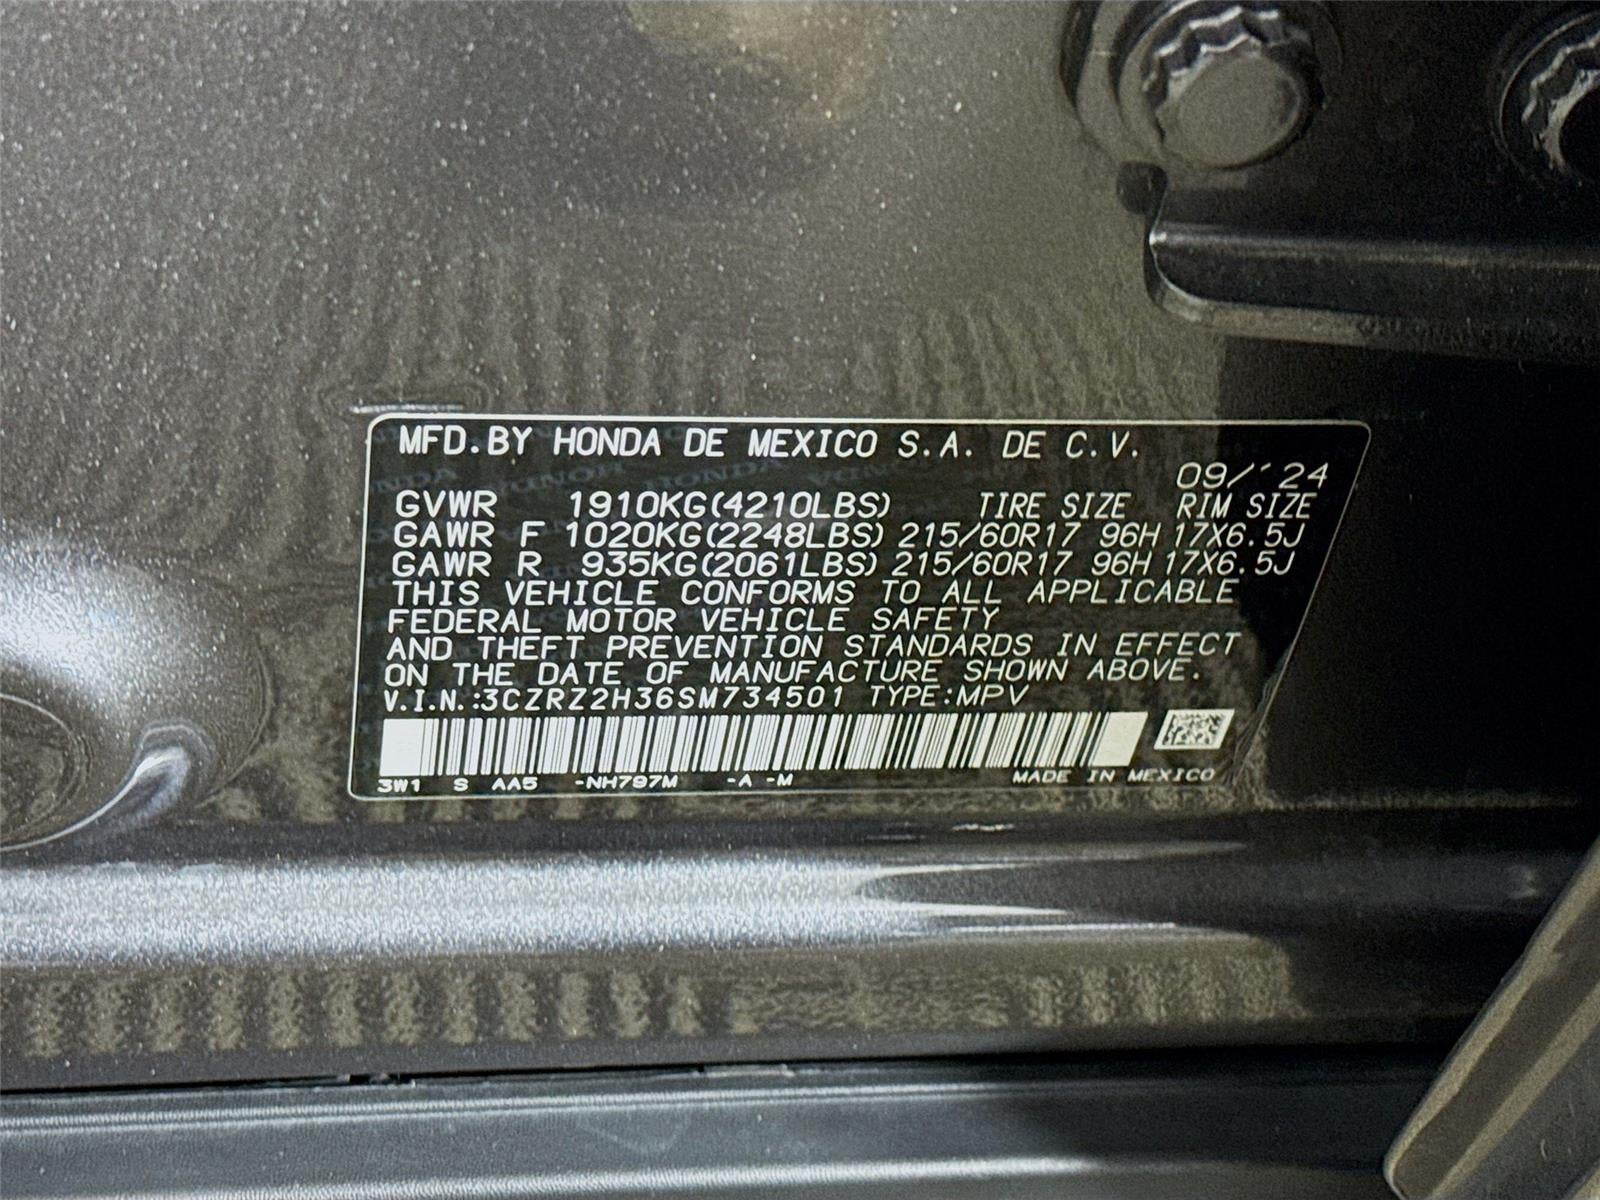 MFD.BY HONDA DE MEXICO S.A. DE C.V.
09/'24
GVWR 1910KG(4210LBS) TIRE SIZE RIM SIZE
GAWR F 1020KG(2248LBS) 215/60R17 96H 17X6.5J
GAWR R 935KG(2061LBS) 215/60R17 96H 17X6.5J
THIS VEHICLE CONFORMS TO ALL APPLICABLE
FEDERAL MOTOR VEHICLE SAFETY
AND THEFT PREVENTION STANDARDS IN EFFECT
ON THE DATE OF MANUFACTURE SHOWN ABOVE.
V.I.N.:3CZRZ2H36SM734501 TYPE:MPV
3W1 S AA5 -NH797M -A -M MADE IN MEXICO